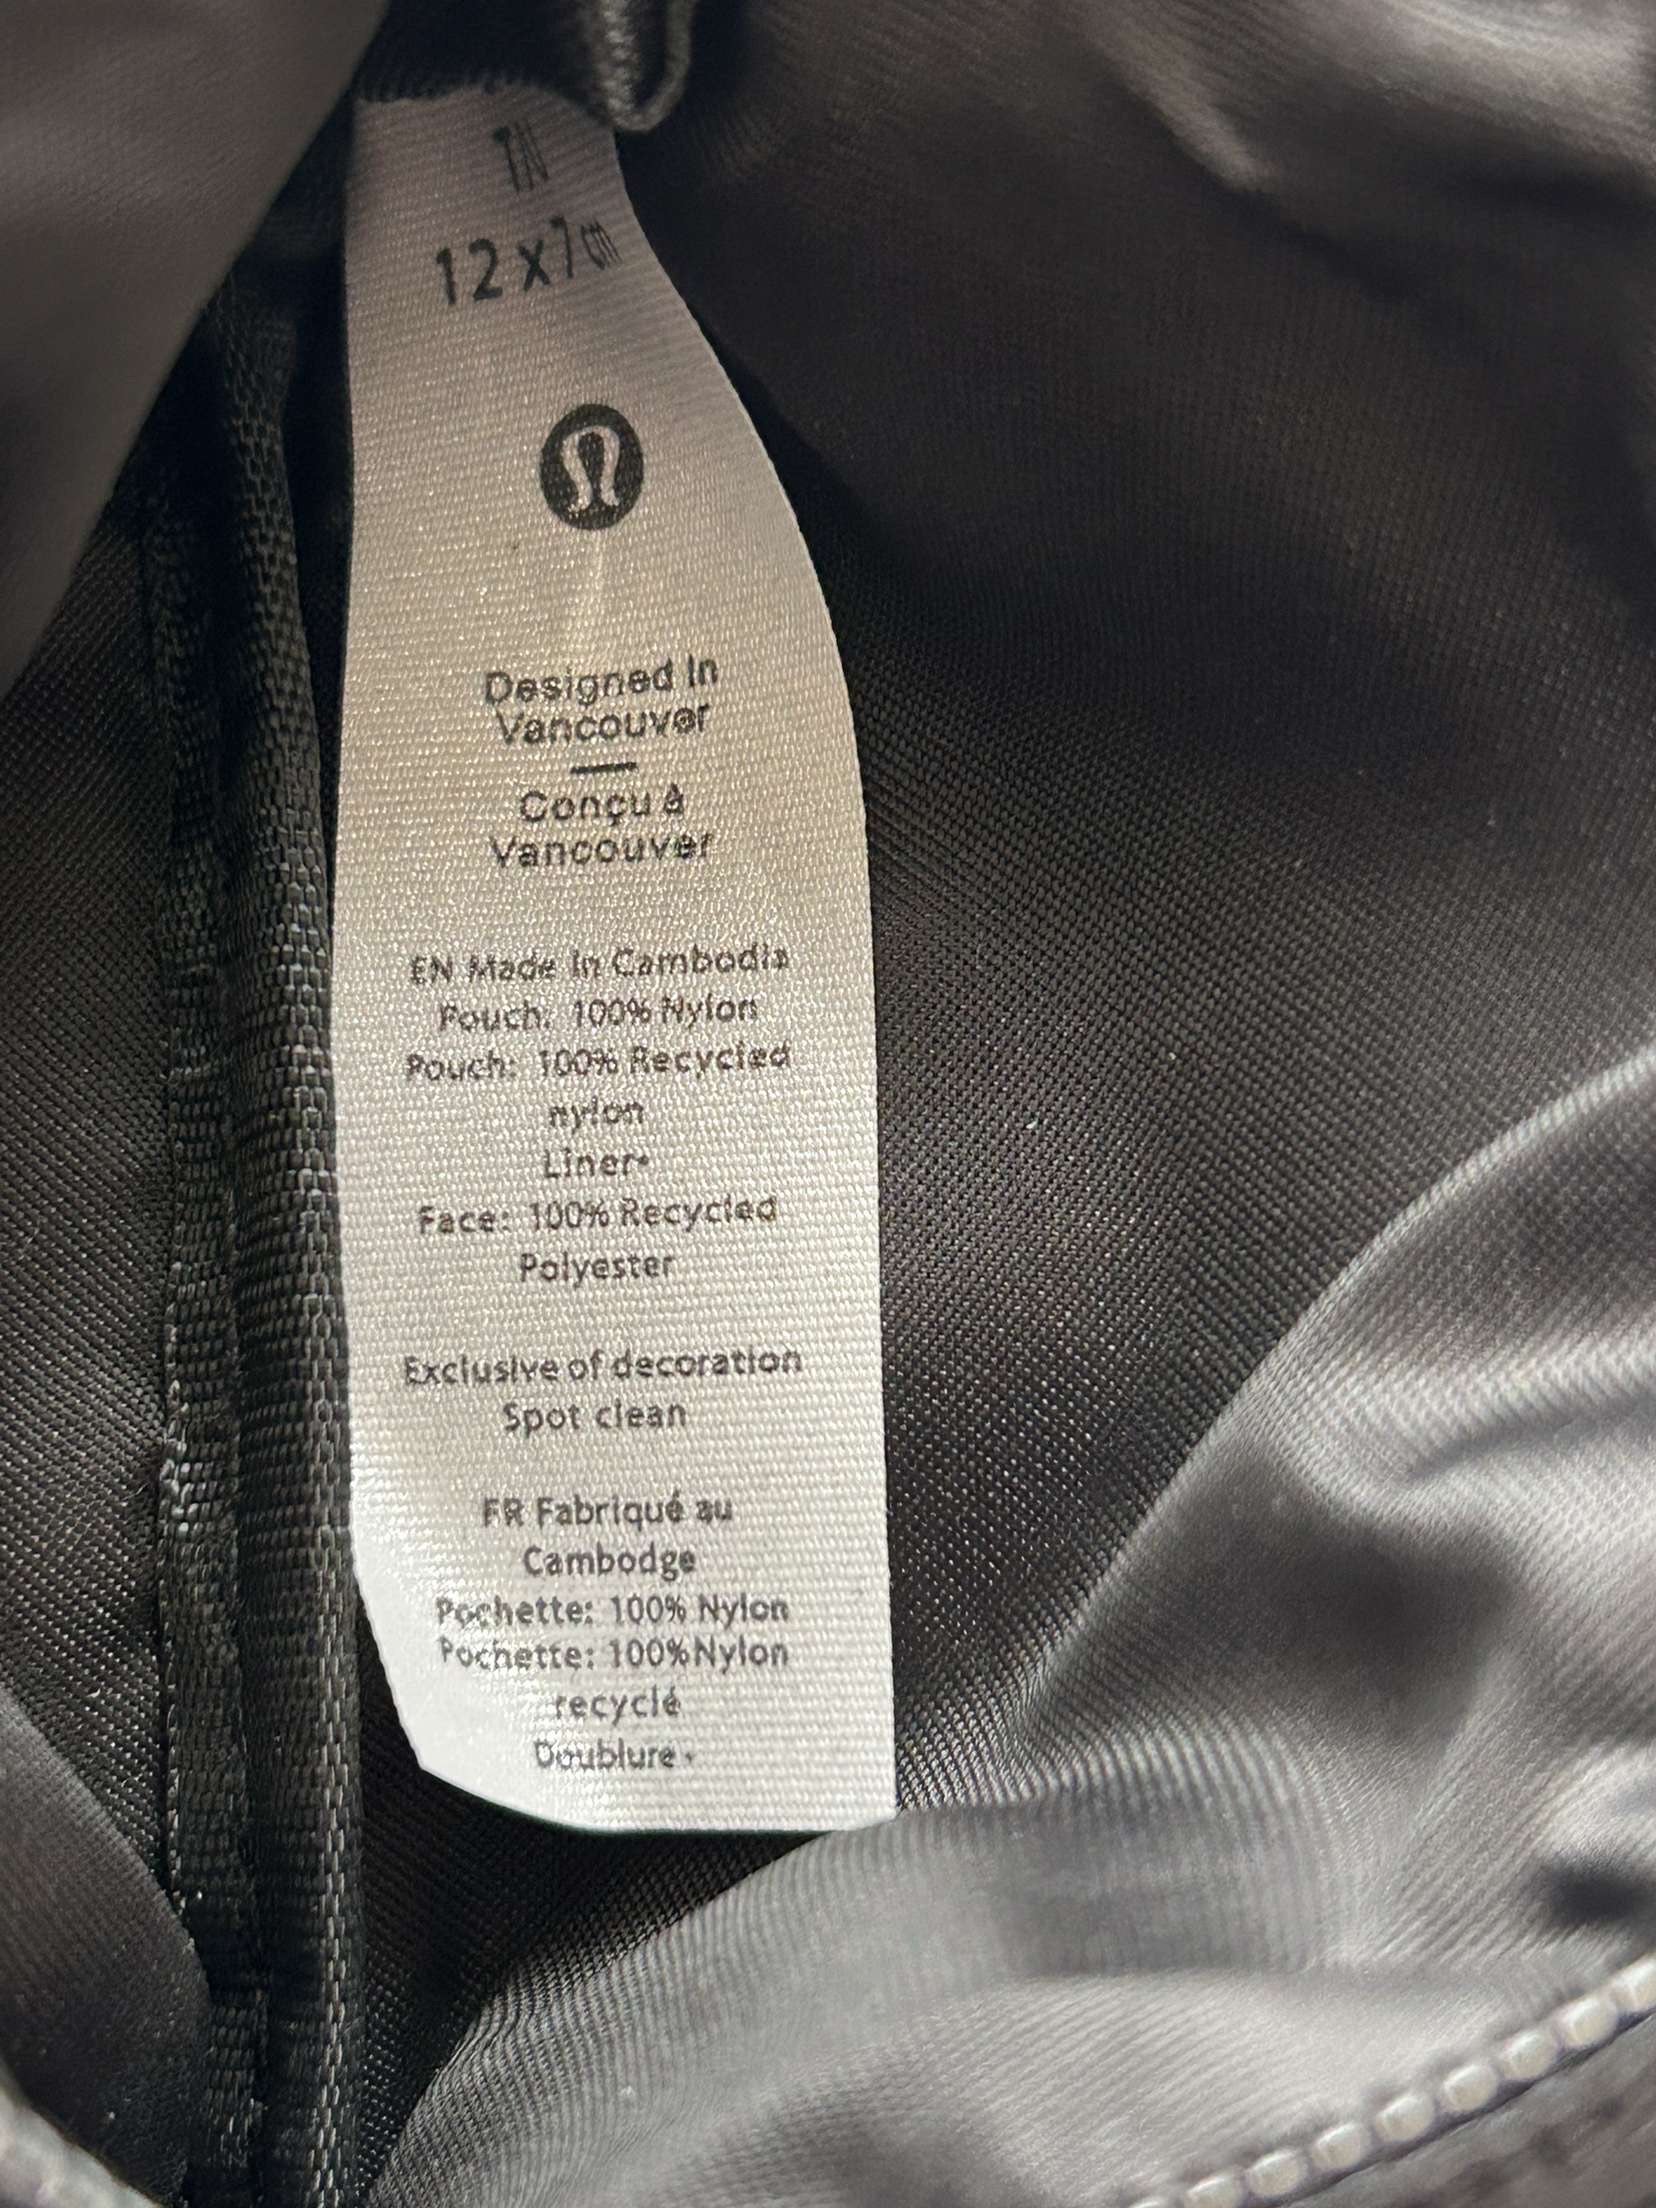 12 x 7 cm
Designed in
Vancouver
Conçu à
Vancouver
EN Made in Cambodia
Pouch: 100% Nylon
Pouch: 100% Recycled
nylon
Liner•
Face: 100% Recycled
Polyester
Exclusive of decoration
Spot clean
FR Fabriqué au
Cambodge
Pochette: 100% Nylon
Pochette: 100% Nylon
recyclé
Doublure •